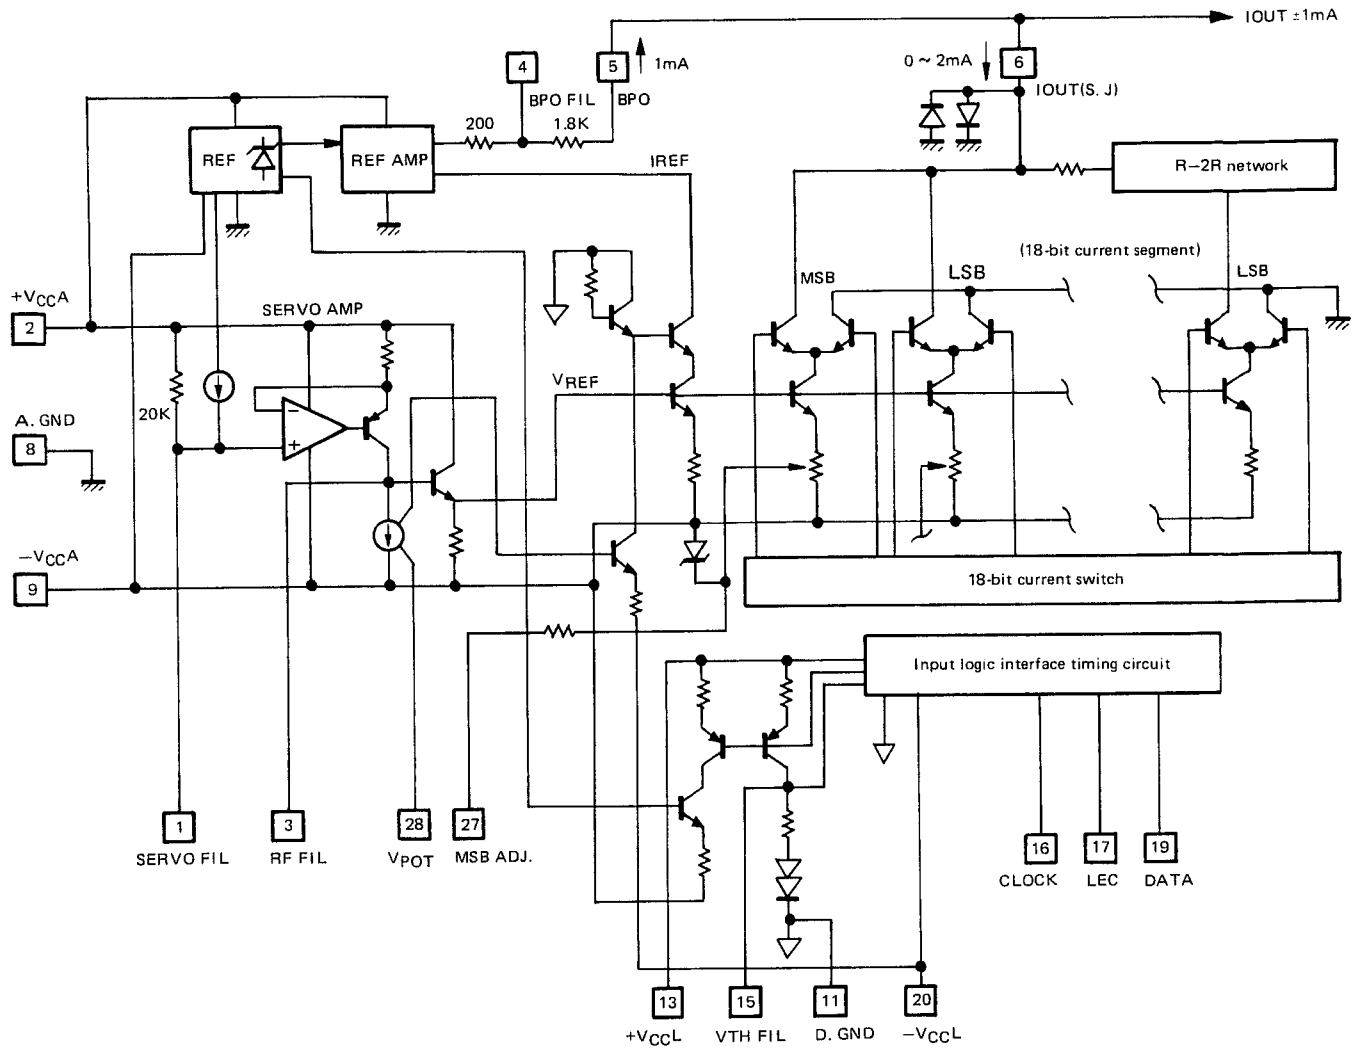 IOUT ±1mA
4
5
1mA
0 ~ 2mA
6
BPO FIL
BPO
IOUT(S. J)
200
1.8K
REF
REF AMP
IREF
R–2R network
(18-bit current segment)
MSB
LSB
LSB
+VCCA
2
SERVO AMP
VREF
20K
A. GND
8
−
+
−VCCA
9
18-bit current switch
Input logic interface timing circuit
1
3
28
27
SERVO FIL
RF FIL
VPOT
MSB ADJ.
16
17
19
CLOCK
LEC
DATA
13
15
11
20
+VCCL
VTH FIL
D. GND
−VCCL